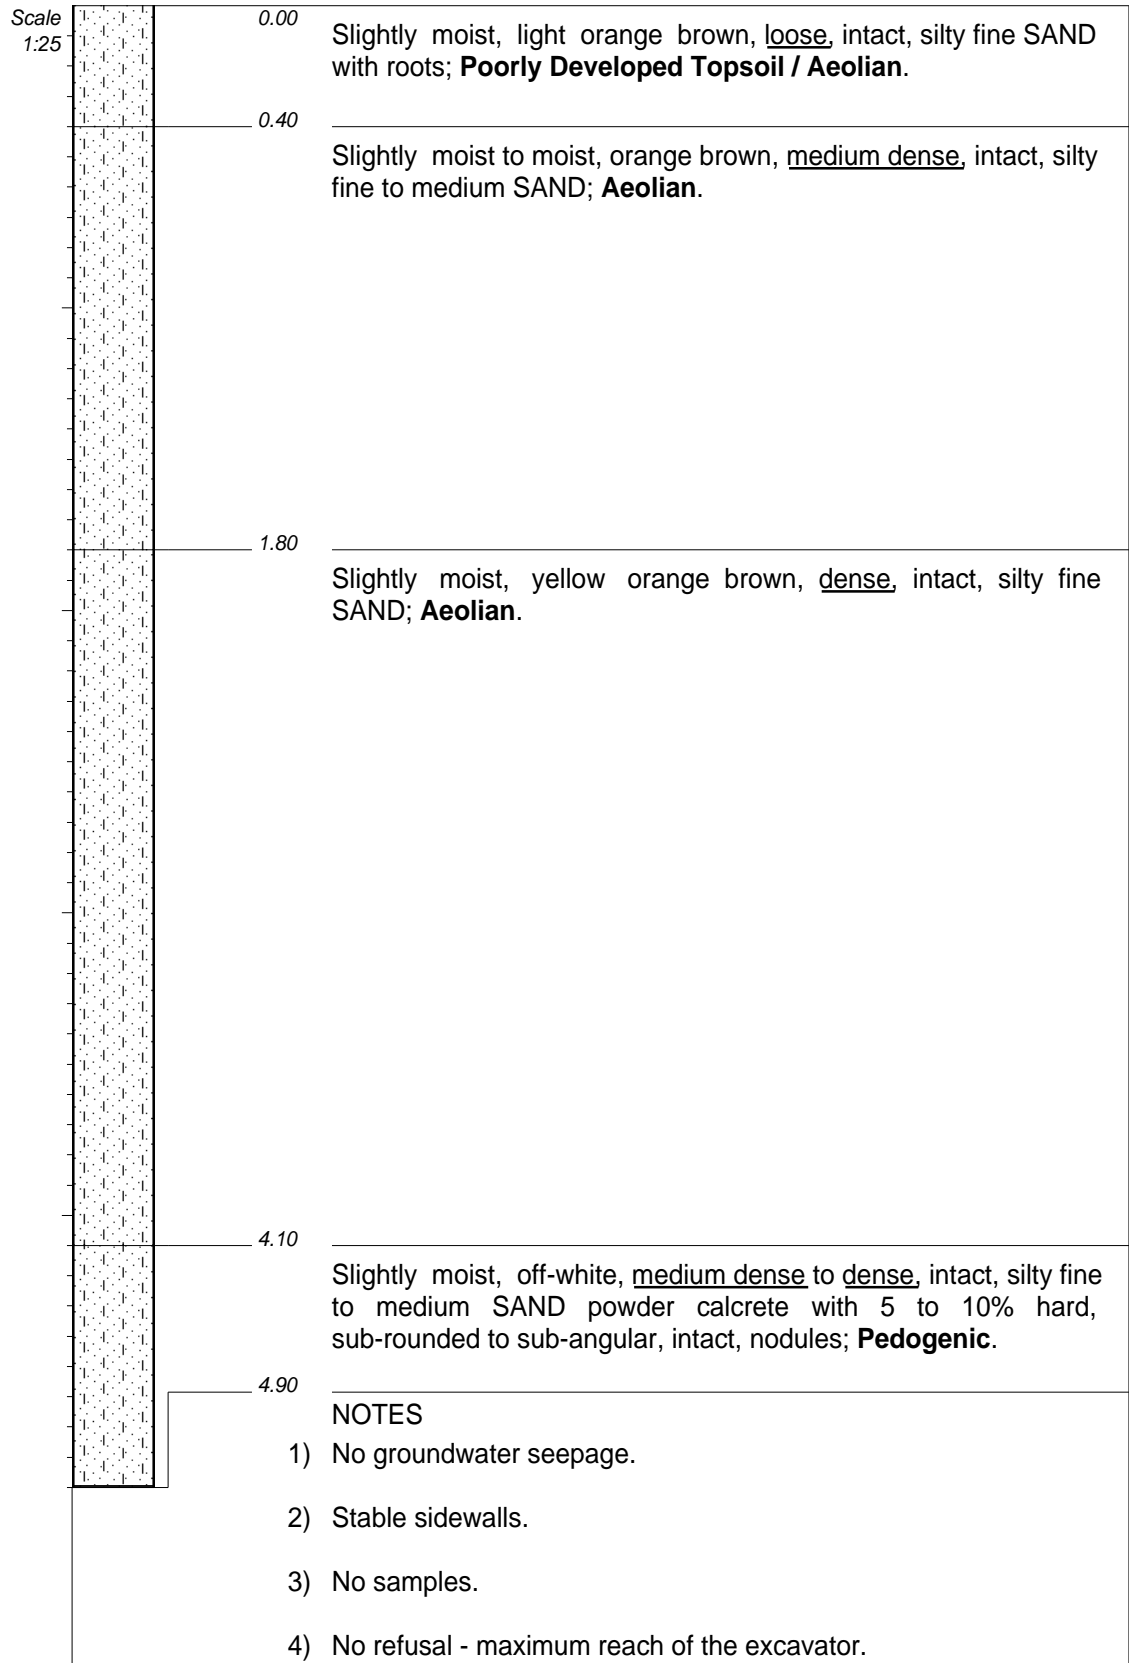 Scale
1:25
0.00
Slightly moist, light orange brown, loose, intact, silty fine SAND
with roots; Poorly Developed Topsoil / Aeolian.
0.40
Slightly moist to moist, orange brown, medium dense, intact, silty
fine to medium SAND; Aeolian.
1.80
Slightly moist, yellow orange brown, dense, intact, silty fine
SAND; Aeolian.
4.10
Slightly moist, off-white, medium dense to dense, intact, silty fine
to medium SAND powder calcrete with 5 to 10% hard,
sub-rounded to sub-angular, intact, nodules; Pedogenic.
4.90
NOTES
1) No groundwater seepage.
2) Stable sidewalls.
3) No samples.
4) No refusal - maximum reach of the excavator.